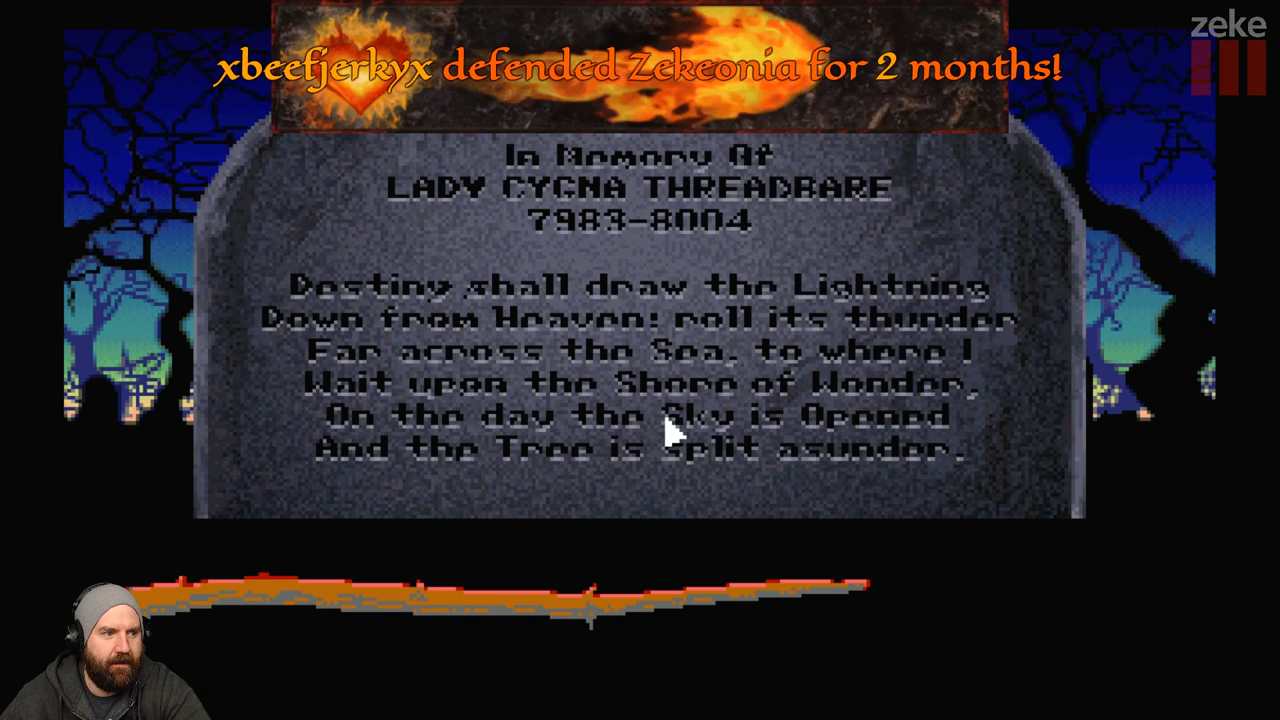 zeke
xbeefjerkyx defended Zekeonia for 2 months!
In Memory Of
LADY CYGNA THREADBARE
7983-8004
Destiny shall draw the Lightning
Down from Heaven; roll its thunder
Far across the Sea, to where I
Wait upon the Shore of Wonder,
On the day the Sky is Opened
And the Tree is split asunder.